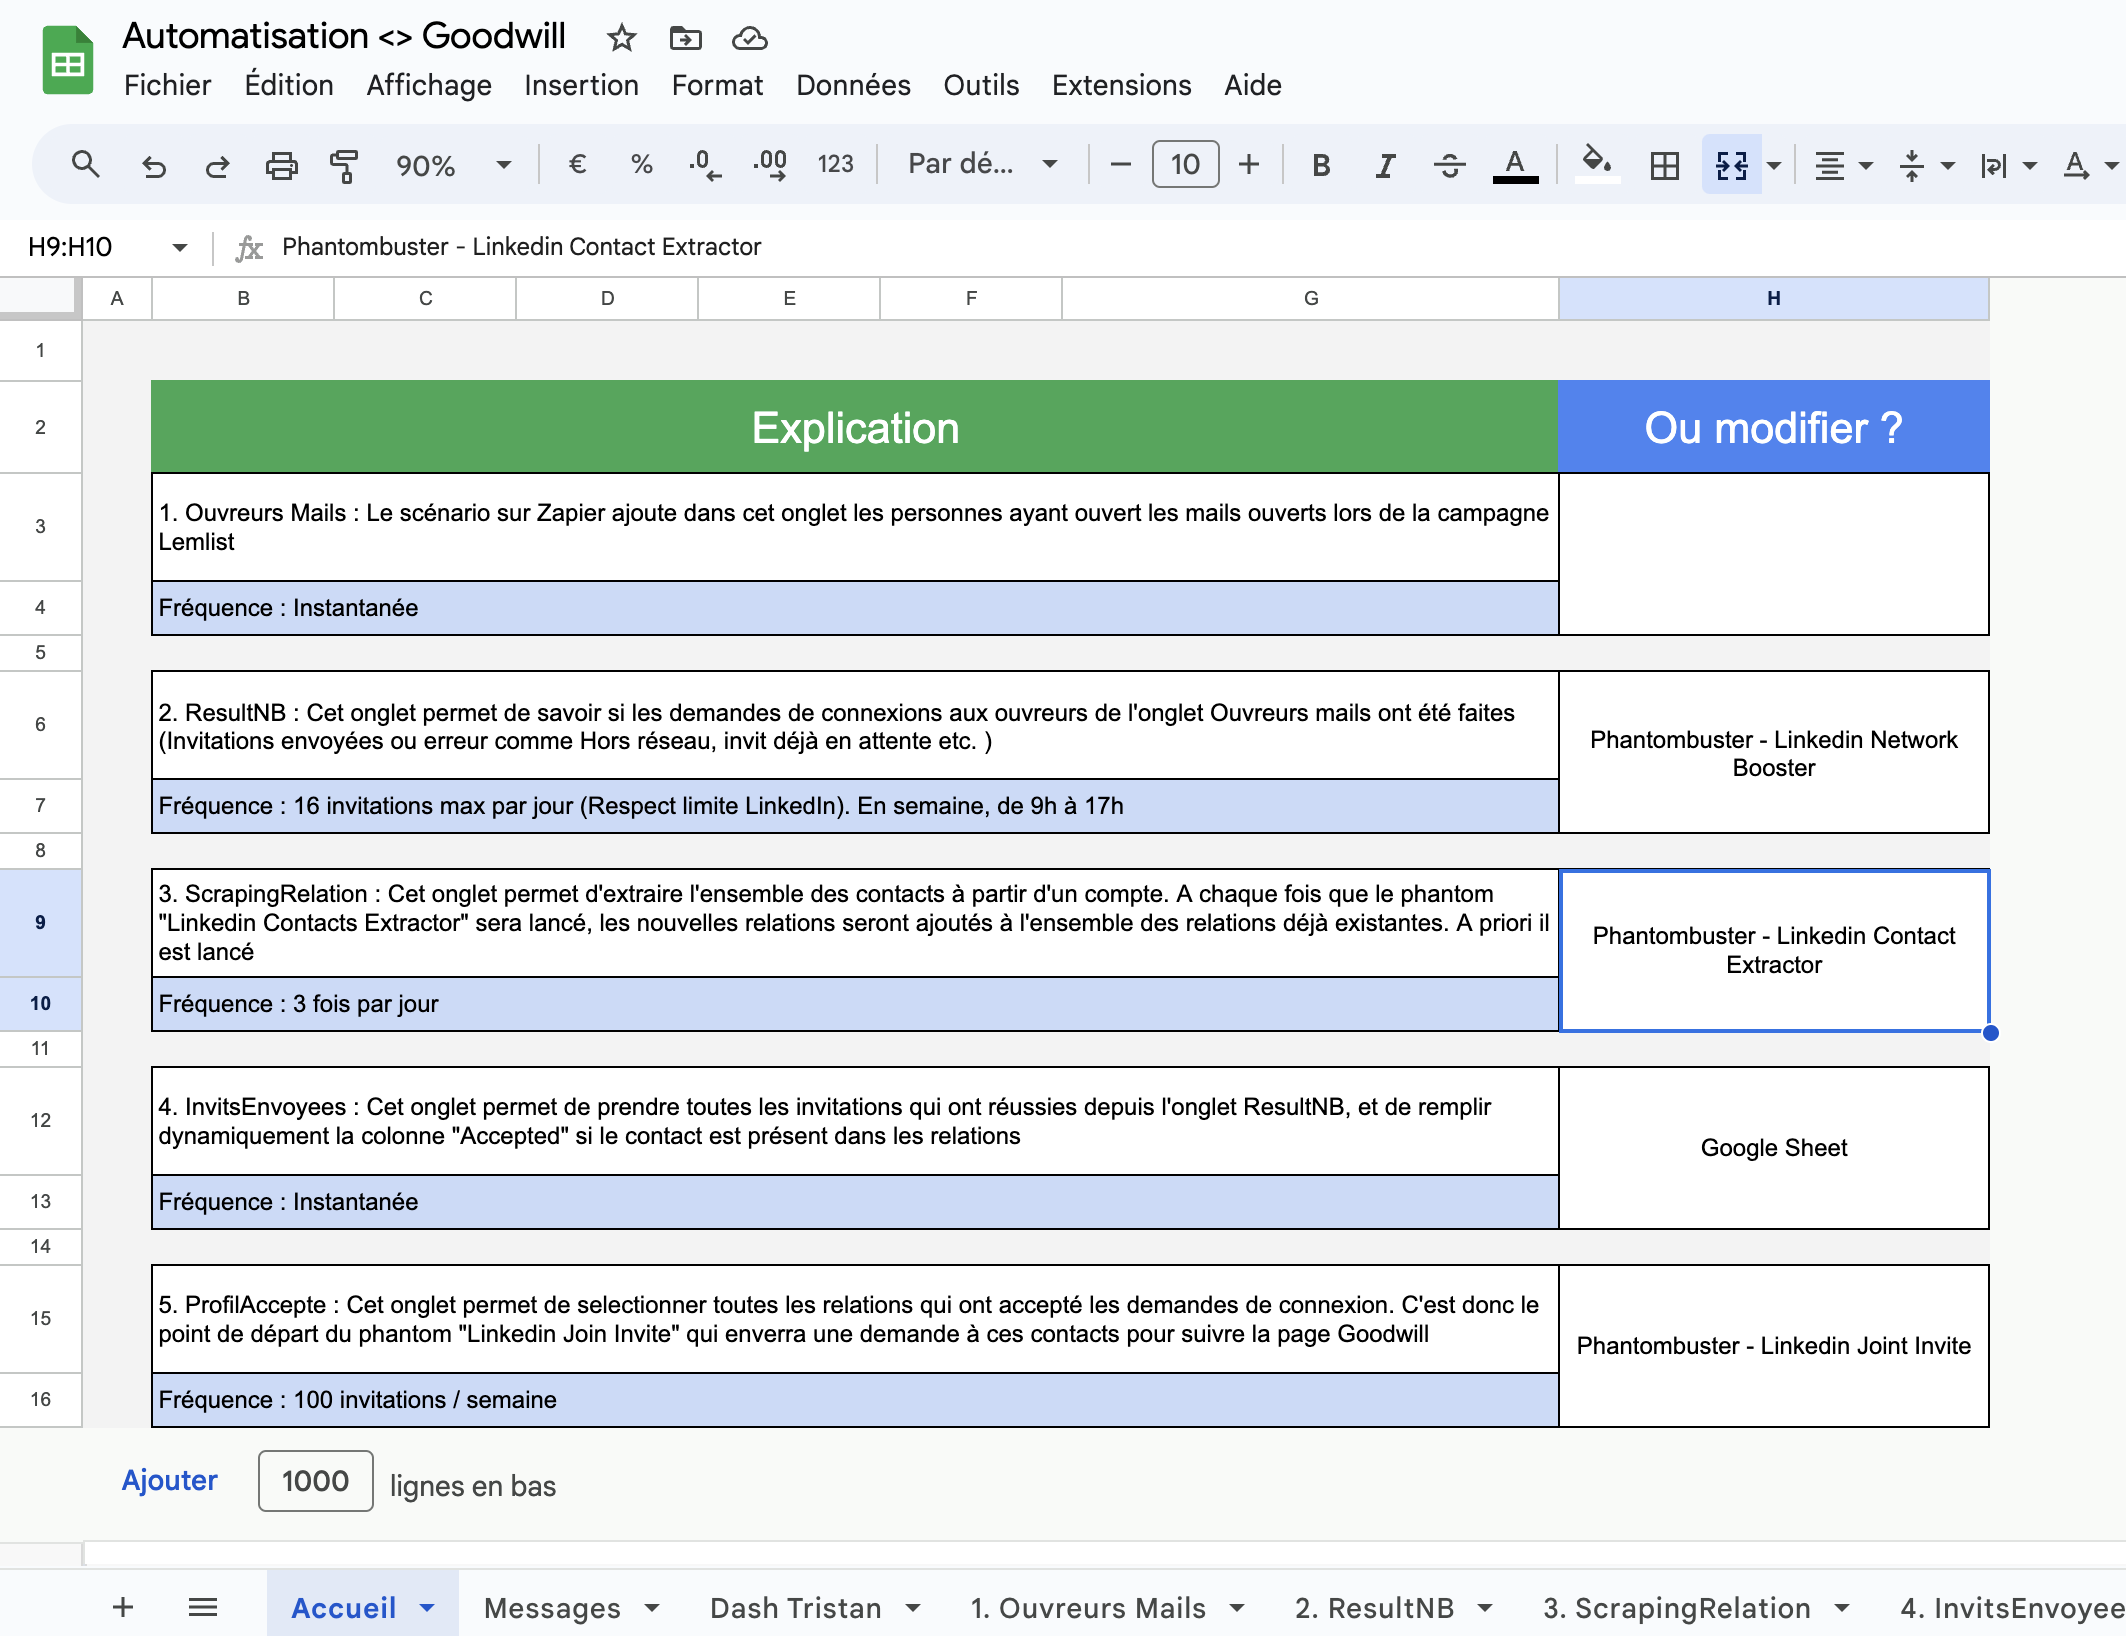 Automatisation <> Goodwill
Fichier Édition Affichage Insertion Format Données Outils Extensions Aide
90% € % .0 .00 123 Par dé... − 10 + B I S A A
H9:H10 fx Phantombuster - Linkedin Contact Extractor
A B C D E F G H
1
2 Explication Ou modifier ?
3
1. Ouvreurs Mails : Le scénario sur Zapier ajoute dans cet onglet les personnes ayant ouvert les mails ouverts lors de la campagne
Lemlist
4 Fréquence : Instantanée
5
6
2. ResultNB : Cet onglet permet de savoir si les demandes de connexions aux ouvreurs de l'onglet Ouvreurs mails ont été faites
(Invitations envoyées ou erreur comme Hors réseau, invit déjà en attente etc. )
Phantombuster - Linkedin Network
Booster
7 Fréquence : 16 invitations max par jour (Respect limite LinkedIn). En semaine, de 9h à 17h
8
9
3. ScrapingRelation : Cet onglet permet d'extraire l'ensemble des contacts à partir d'un compte. A chaque fois que le phantom
"Linkedin Contacts Extractor" sera lancé, les nouvelles relations seront ajoutés à l'ensemble des relations déjà existantes. A priori il
est lancé
Phantombuster - Linkedin Contact
Extractor
10 Fréquence : 3 fois par jour
11
12
4. InvitsEnvoyees : Cet onglet permet de prendre toutes les invitations qui ont réussies depuis l'onglet ResultNB, et de remplir
dynamiquement la colonne "Accepted" si le contact est présent dans les relations
Google Sheet
13 Fréquence : Instantanée
14
15
5. ProfilAccepte : Cet onglet permet de selectionner toutes les relations qui ont accepté les demandes de connexion. C'est donc le
point de départ du phantom "Linkedin Join Invite" qui enverra une demande à ces contacts pour suivre la page Goodwill
Phantombuster - Linkedin Joint Invite
16 Fréquence : 100 invitations / semaine
Ajouter 1000 lignes en bas
+ Accueil Messages Dash Tristan 1. Ouvreurs Mails 2. ResultNB 3. ScrapingRelation 4. InvitsEnvoyee